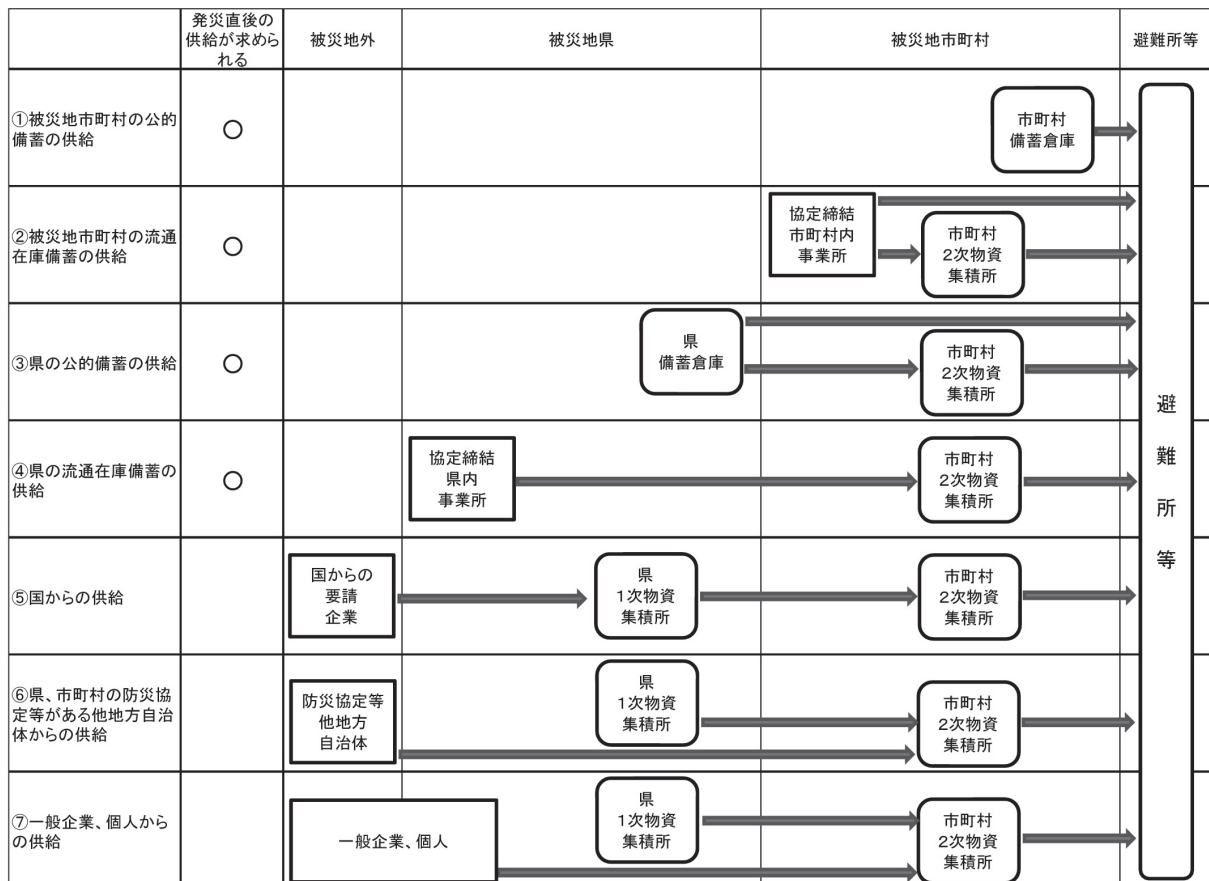 発災直後の
供給が求めら
れる
被災地外
被災地県
被災地市町村
避難所等
①被災地市町村の公的
備蓄の供給
○
市町村
備蓄倉庫
②被災地市町村の流通
在庫備蓄の供給
○
協定締結
市町村内
事業所
市町村
2次物資
集積所
③県の公的備蓄の供給
○
県
備蓄倉庫
市町村
2次物資
集積所
④県の流通在庫備蓄の
供給
○
協定締結
県内
事業所
市町村
2次物資
集積所
⑤国からの供給
国からの
要請
企業
県
1次物資
集積所
市町村
2次物資
集積所
⑥県、市町村の防災協
定等がある他地方自治
体からの供給
防災協定等
他地方
自治体
県
1次物資
集積所
市町村
2次物資
集積所
⑦一般企業、個人から
の供給
一般企業、個人
県
1次物資
集積所
市町村
2次物資
集積所
避難所等